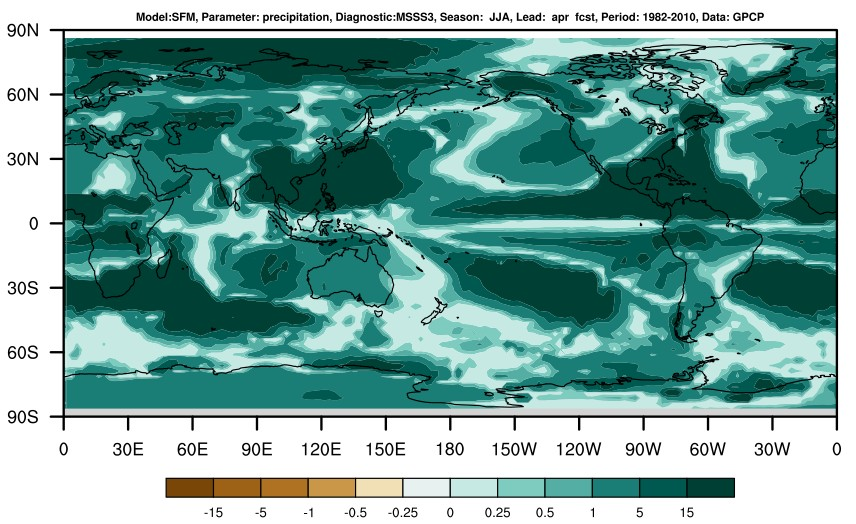 Model:SFM, Parameter: precipitation, Diagnostic:MSSS3, Season: JJA, Lead: apr fcst, Period: 1982-2010, Data: GPCP
90N
60N
30N
0
30S
60S
90S
0 30E 60E 90E 120E 150E 180 150W 120W 90W 60W 30W 0
-15 -5 -1 -0.5 -0.25 0 0.25 0.5 1 5 15